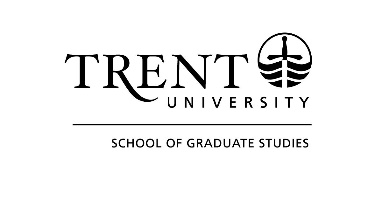 TRENT
UNIVERSITY
SCHOOL OF GRADUATE STUDIES